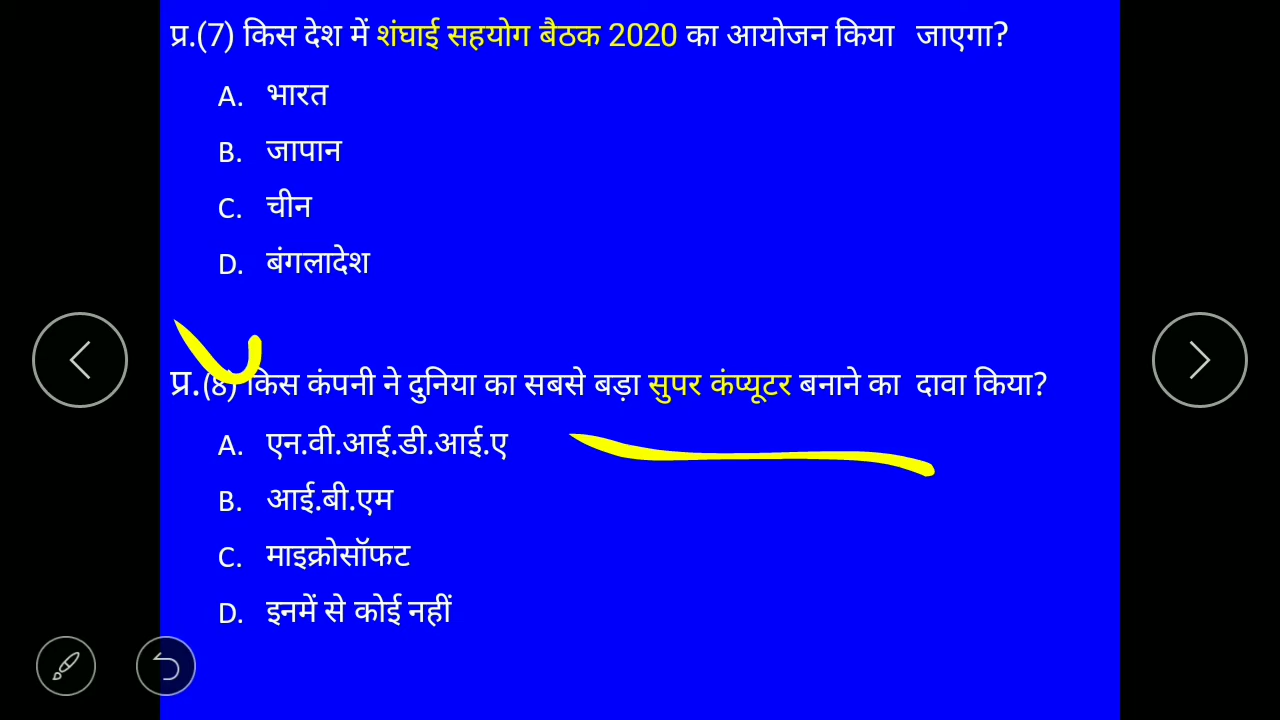 प्र.(7) किस देश में शंघाई सहयोग बैठक 2020 का आयोजन किया जाएगा?
A. भारत
B. जापान
C. चीन
D. बंगलादेश
प्र.(8) किस कंपनी ने दुनिया का सबसे बड़ा सुपर कंप्यूटर बनाने का दावा किया?
A. एन.वी.आई.डी.आई.ए
B. आई.बी.एम
C. माइक्रोसॉफट
D. इनमें से कोई नहीं